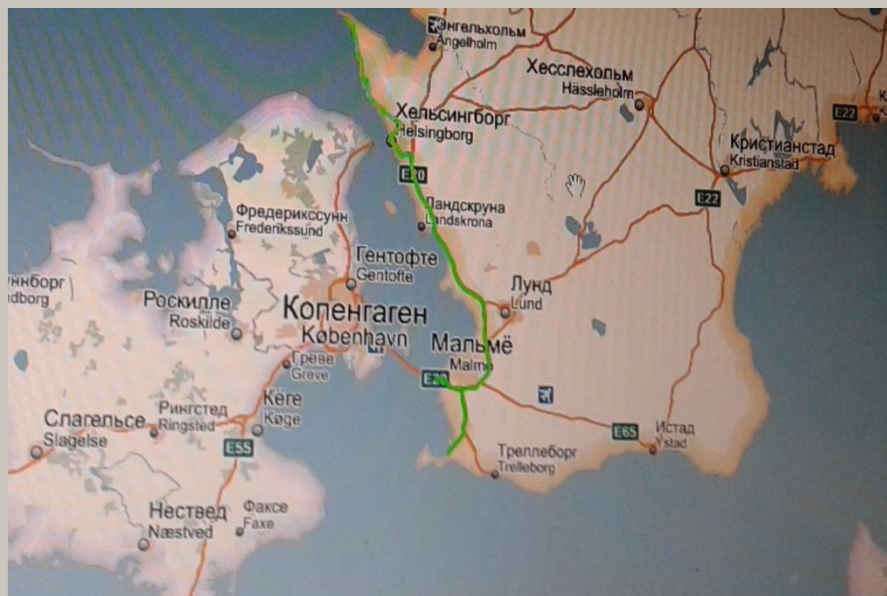 Энгельхольм
Ängelholm
Хесслехольм
Hässleholm
E22
Хельсингборг
Helsingborg
Кристианстад
Kristianstad
E20
E22
Ландскруна
Landskrona
Фредерикссунн
Frederikssund
Гентофте
Gentofte
Роскилле
Roskilde
Лунд
Lund
Копенгаген
København
Мальмё
Malmö
Греве
Greve
E20
Кёге
Køge
Рингстед
Ringsted
Слагельсе
Slagelse
E55
E65
Истад
Ystad
Треллеборг
Trelleborg
Нествед
Næstved
Факсе
Faxe